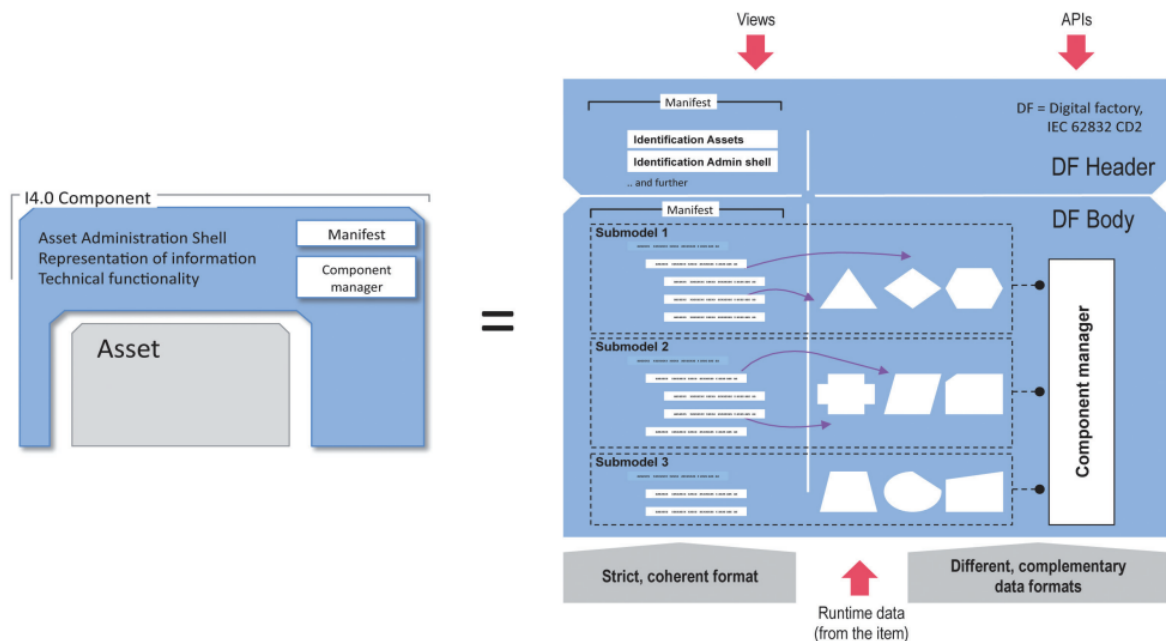 I4.0 Component
Asset Administration Shell
Representation of information
Technical functionality
Manifest
Component
manager
Asset
=
Views
APIs
Manifest
DF = Digital factory,
IEC 62832 CD2
Identification Assets
Identification Admin shell
.. and further
DF Header
Manifest
DF Body
Submodel 1
Submodel 2
Submodel 3
Component manager
Strict, coherent format
Different, complementary
data formats
Runtime data
(from the item)